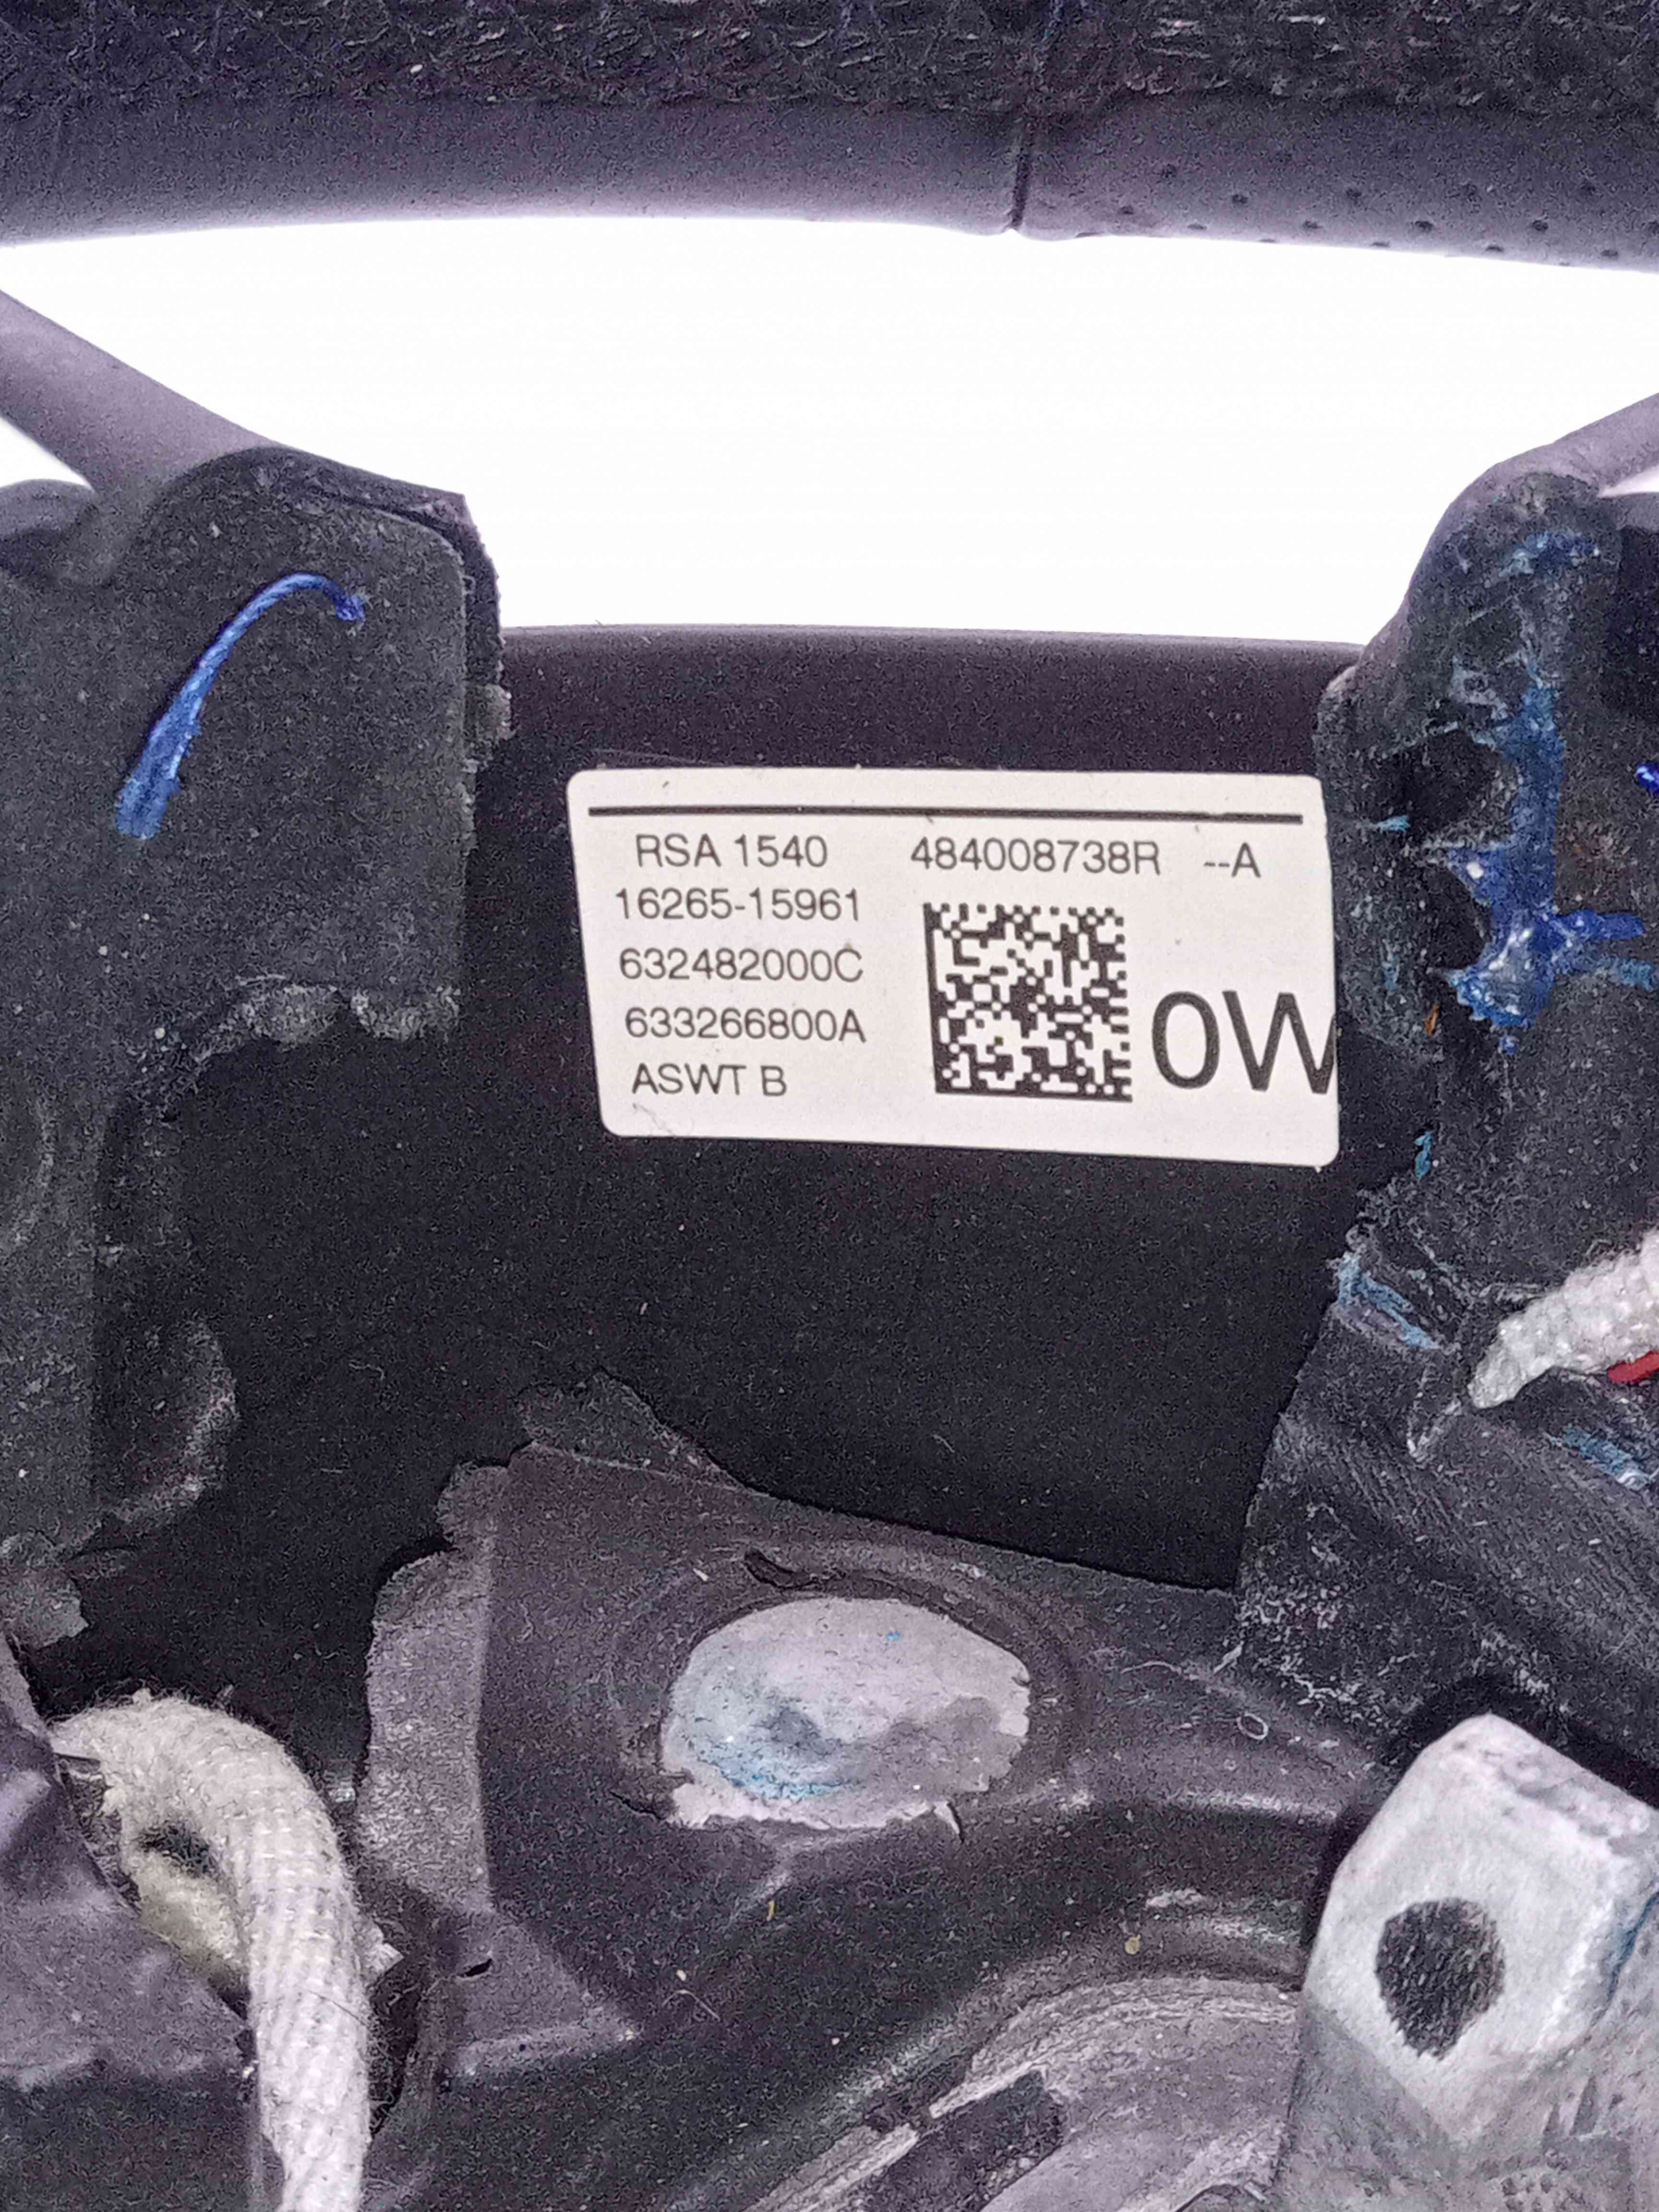 RSA 1540 484008738R --A
16265-15961
632482000C
633266800A
ASWT B
0W